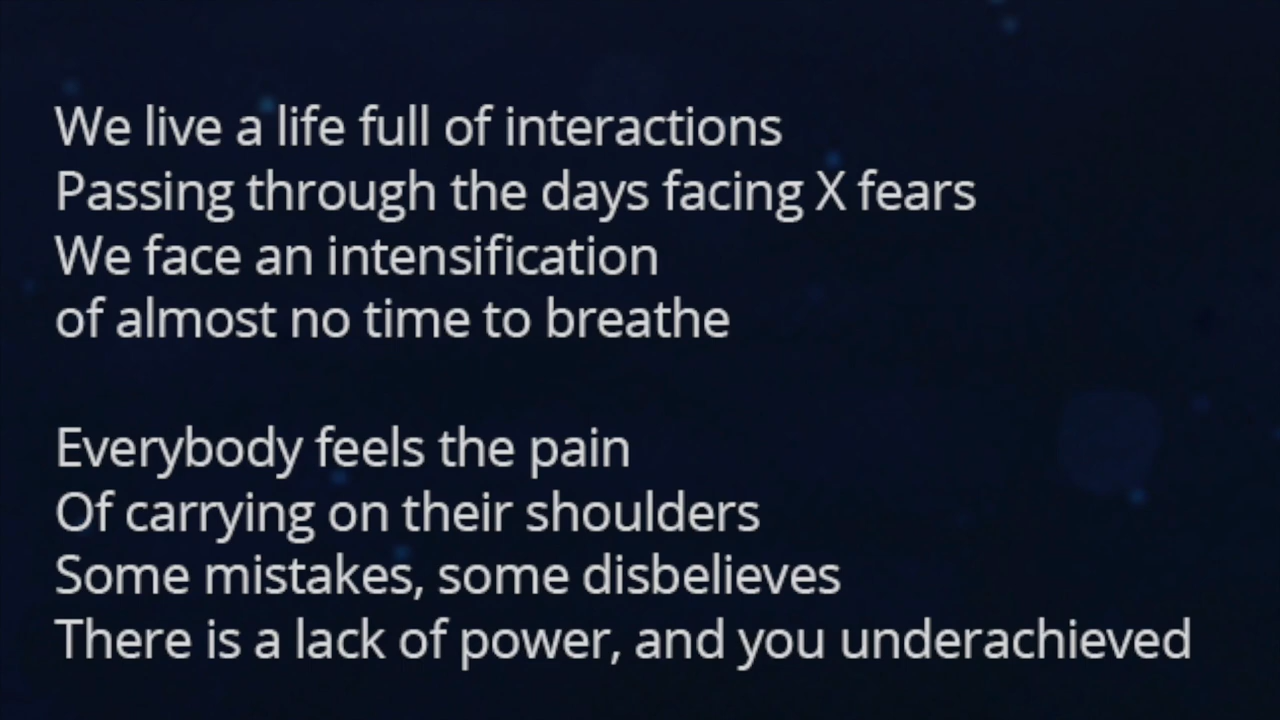 We live a life full of interactions
Passing through the days facing X fears
We face an intensification
of almost no time to breathe
Everybody feels the pain
Of carrying on their shoulders
Some mistakes, some disbelieves
There is a lack of power, and you underachieved